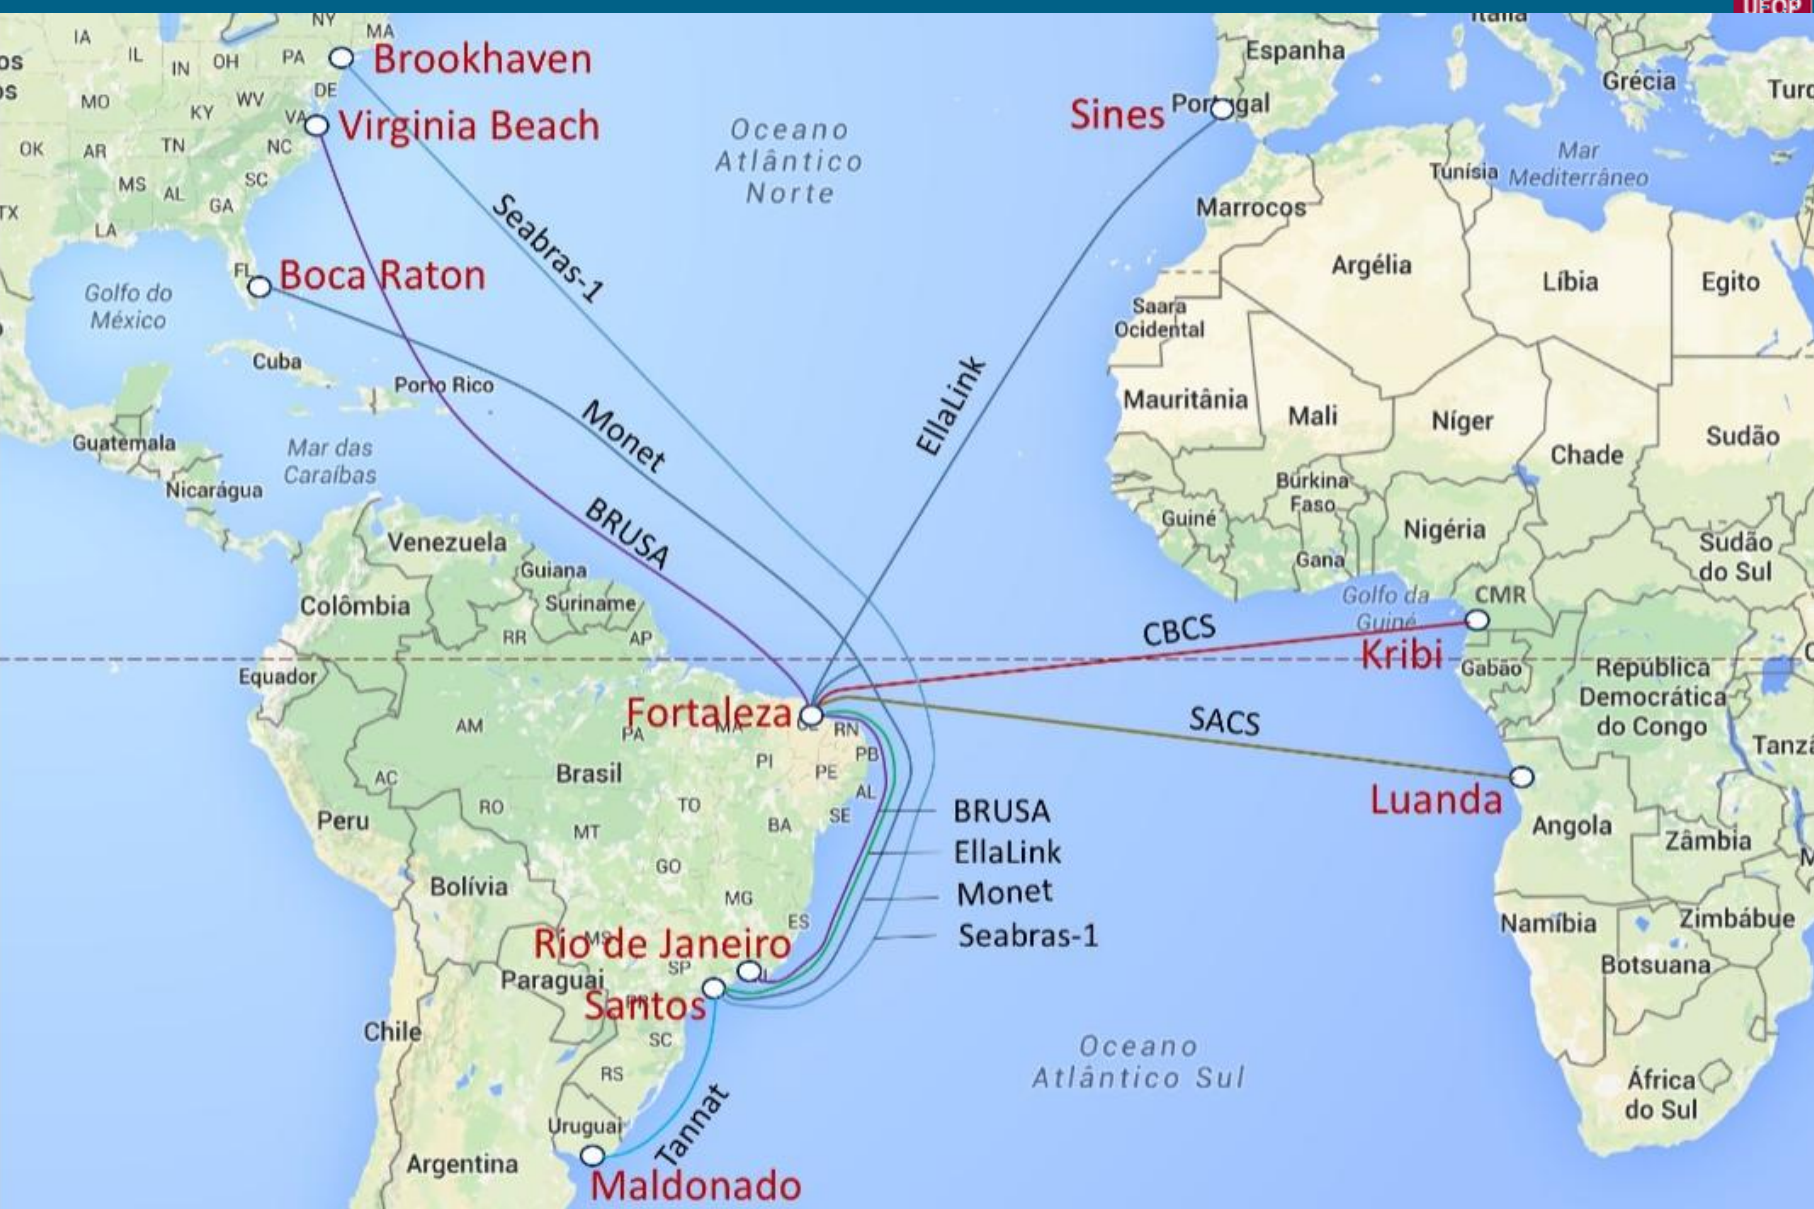 UFOP
NY
MA
Italia
IA
IL
IN
OH
PA
Brookhaven
Espanha
Grécia
DE
MO
KY
WV
VA
Virginia Beach
Sines
Portugal
Oceano
Atlântico
Norte
OK
AR
TN
NC
Mar
Mediterrâneo
Tunísia
MS
AL
SC
GA
TX
LA
Seabras-1
Marrocos
FL
Boca Raton
Argélia
Líbia
Egito
Golfo do
México
Saara
Ocidental
Cuba
Porto Rico
EllaLink
Mauritânia
Mali
Níger
Sudão
Monet
Guatemala
Mar das
Caraíbas
Chade
Nicarágua
Burkina
Faso
BRUSA
Guiné
Nigéria
Venezuela
Guiana
Gana
Sudão
do Sul
Colômbia
Suriname
Golfo da
Guiné
CMR
RR
AP
CBCS
Kribi
Equador
Gabão
República
Democrática
do Congo
Fortaleza
CE
RN
AM
PA
MA
SACS
PI
PB
Brasil
PE
AC
AL
Luanda
Peru
RO
TO
SE
BRUSA
MT
BA
Angola
Zâmbia
EllaLink
GO
Bolívia
MG
Monet
ES
Namíbia
Zimbábue
Seabras-1
Rio de Janeiro
MS
SP
RJ
Botsuana
Paraguai
Santos
PR
Chile
SC
Oceano
Atlântico Sul
RS
África
do Sul
Tannat
Uruguai
Argentina
Maldonado